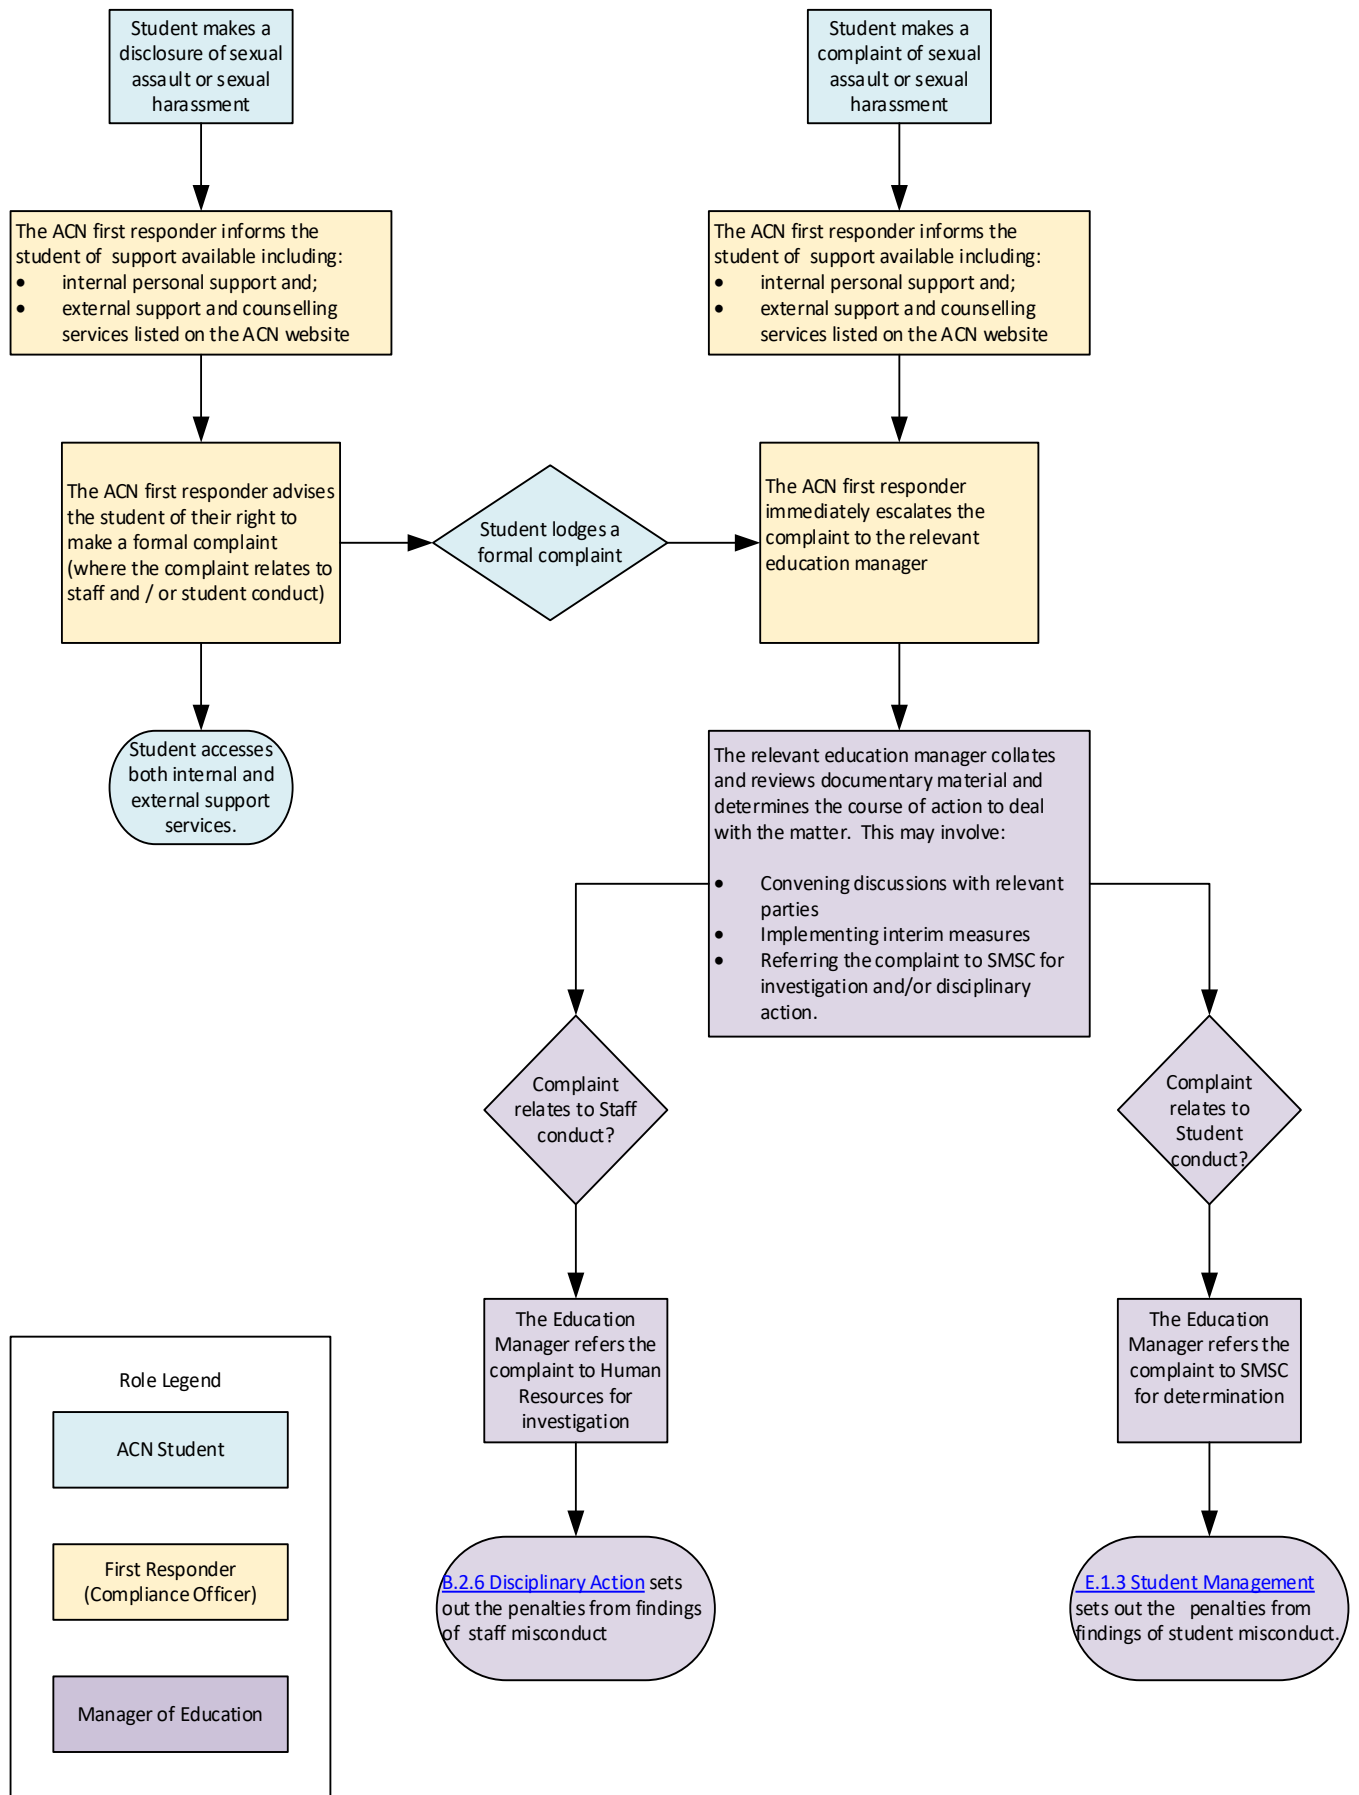 Student makes a
disclosure of sexual
assault or sexual
harassment
Student makes a
complaint of sexual
assault or sexual
harassment
The ACN first responder informs the
student of  support available including:
• internal personal support and;
• external support and counselling
services listed on the ACN website
The ACN first responder informs the
student of  support available including:
• internal personal support and;
• external support and counselling
services listed on the ACN website
The ACN first responder advises
the student of their right to
make a formal complaint
(where the complaint relates to
staff and / or student conduct)
Student lodges a
formal complaint
The ACN first responder
immediately escalates the
complaint to the relevant
education manager
Student accesses
both internal and
external support
services.
The relevant education manager collates
and reviews documentary material and
determines the course of action to deal
with the matter.  This may involve:
• Convening discussions with relevant
parties
• Implementing interim measures
• Referring the complaint to SMSC for
investigation and/or disciplinary
action.
Complaint
relates to Staff
conduct?
Complaint
relates to
Student
conduct?
The Education
Manager refers the
complaint to Human
Resources for
investigation
The Education
Manager refers the
complaint to SMSC
for determination
B.2.6 Disciplinary Action sets
out the penalties from findings
of  staff misconduct
E.1.3 Student Management
sets out the   penalties from
findings of student misconduct.
Role Legend
ACN Student
First Responder
(Compliance Officer)
Manager of Education